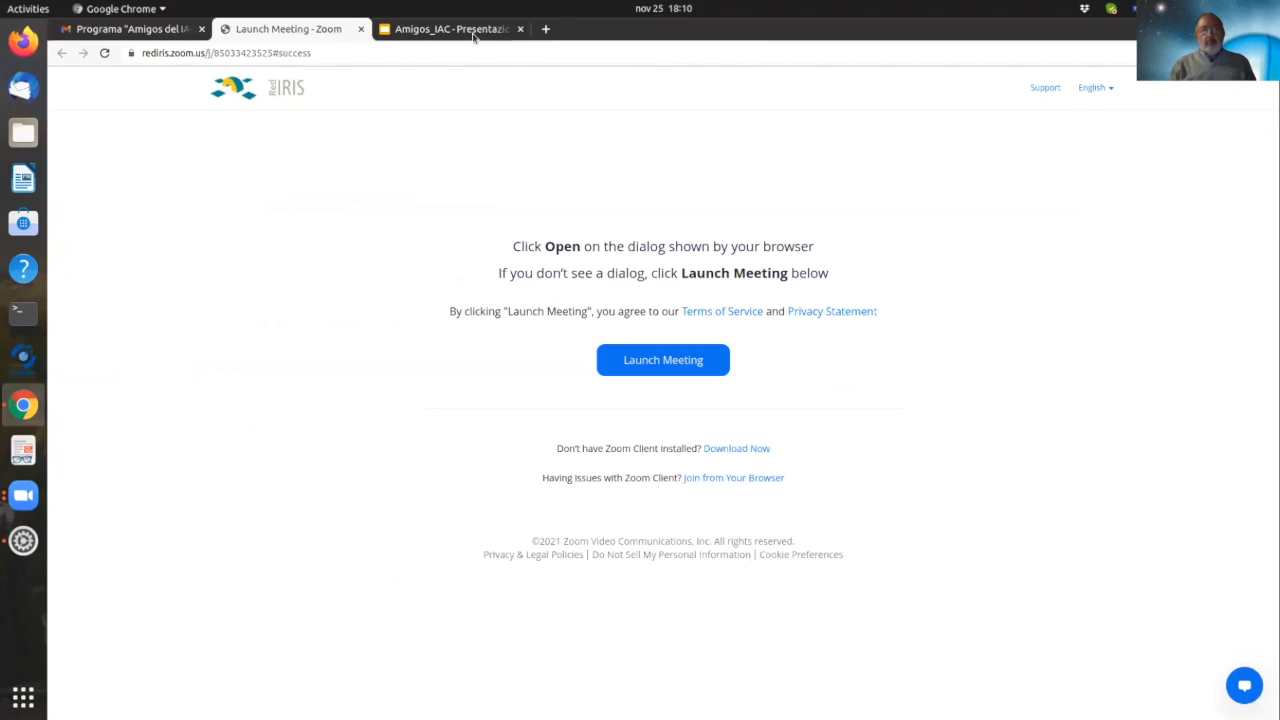 Activities
Google Chrome
nov 25 18:10
Programa "Amigos del IA
Launch Meeting - Zoom
Amigos_IAC - Presentazio
rediris.zoom.us/j/85033423525#success
Red IRIS
Support
English
Click Open on the dialog shown by your browser
If you don't see a dialog, click Launch Meeting below
By clicking "Launch Meeting", you agree to our Terms of Service and Privacy Statement
Launch Meeting
Don't have Zoom Client installed? Download Now
Having issues with Zoom Client? Join from Your Browser
©2021 Zoom Video Communications, Inc. All rights reserved.
Privacy & Legal Policies | Do Not Sell My Personal Information | Cookie Preferences